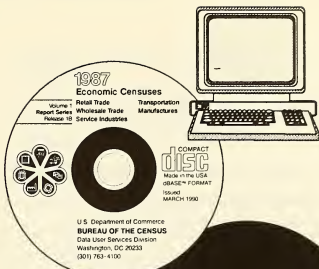 1987
Economic Censuses
Volume 1
Report Series
Release 1B
Retail Trade
Wholesale Trade
Service Industries
Transportation
Manufactures
COMPACT
disc
Made in the USA
dBASE™ FORMAT
Issued
MARCH 1990
U.S. Department of Commerce
BUREAU OF THE CENSUS
Data User Services Division
Washington, DC 20233
(301) 763-4100